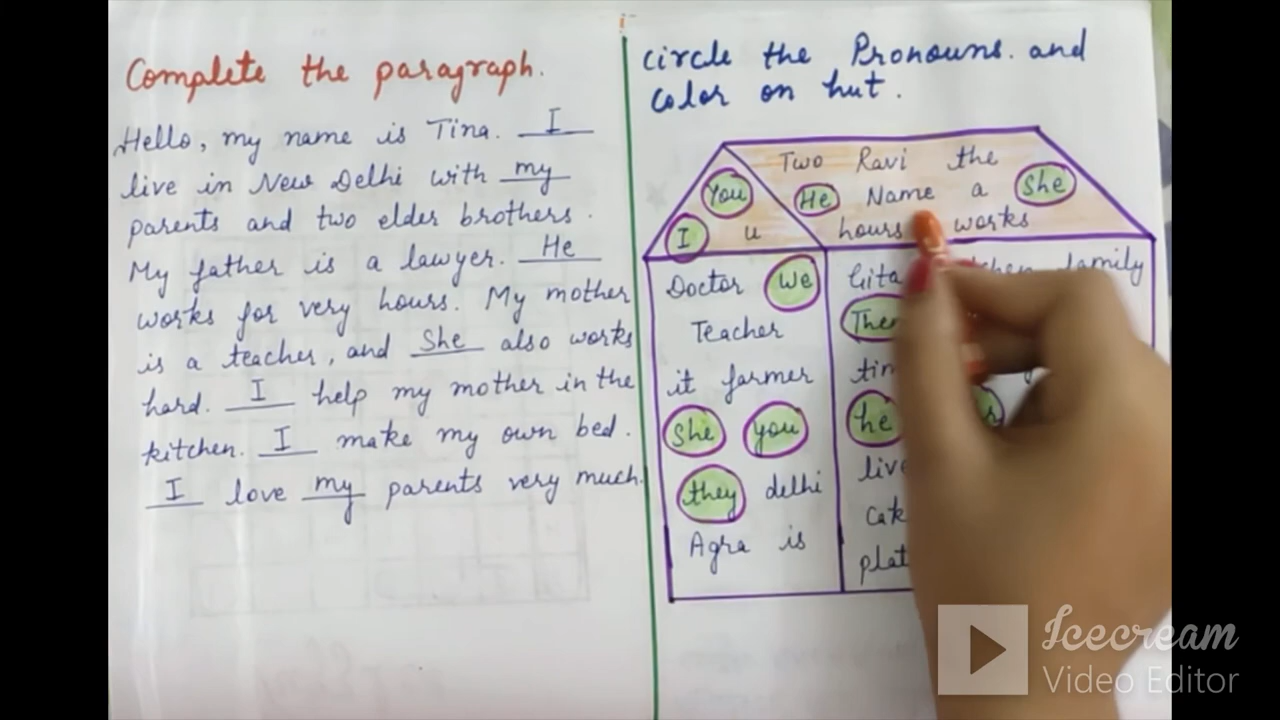 Complete the paragraph.
Hello, my name is Tina. I
live in New Delhi with my
parents and two elder brothers.
My father is a lawyer. He
works for very hours. My mother
is a teacher, and She also works
hard. I help my mother in the
kitchen. I make my own bed.
I love my parents very much.
circle the Pronouns. and
color on hut.
Two Ravi the
You He Name a She
I u hours works
Doctor We
Teacher
it farmer
She you
they delhi
Agra is
Gita family
he
Icecream
Video Editor